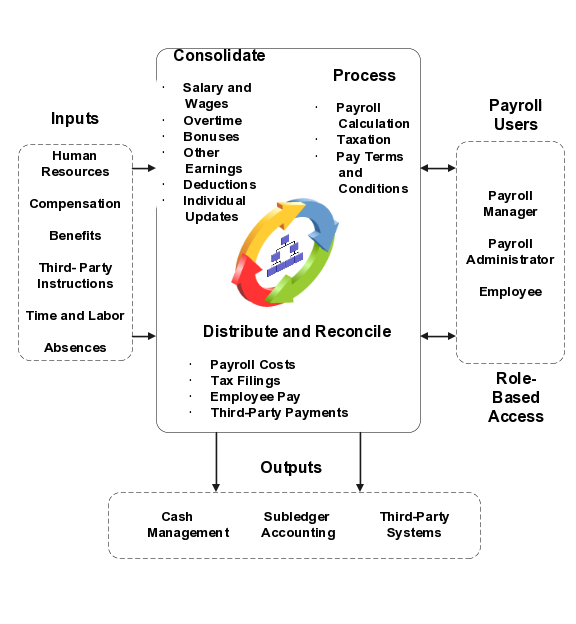 Inputs
Human
Resources
Compensation
Benefits
Third- Party
Instructions
Time and Labor
Absences
Consolidate
· Salary and
Wages
· Overtime
· Bonuses
· Other
Earnings
· Deductions
· Individual
Updates
Process
· Payroll
Calculation
· Taxation
· Pay Terms
and
Conditions
Distribute and Reconcile
· Payroll Costs
· Tax Filings
· Employee Pay
· Third-Party Payments
Payroll
Users
Payroll
Manager
Payroll
Administrator
Employee
Role-
Based
Access
Outputs
Cash
Management
Subledger
Accounting
Third-Party
Systems